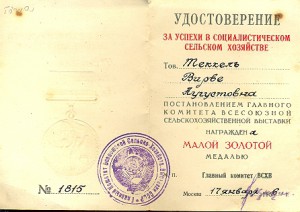 УДОСТОВЕРЕНИЕ
ЗА УСПЕХИ В СОЦИАЛИСТИЧЕСКОМ
СЕЛЬСКОМ ХОЗЯЙСТВЕ
Тов. Теккель
Вирве
Аугустовна
ПОСТАНОВЛЕНИЕМ ГЛАВНОГО
КОМИТЕТА ВСЕСОЮЗНОЙ
СЕЛЬСКОХОЗЯЙСТВЕННОЙ ВЫСТАВКИ
НАГРАЖДЕНа
МАЛОЙ ЗОЛОТОЙ
МЕДАЛЬЮ
Главный комитет ВСХВ
Москва 17 января
№ 1815